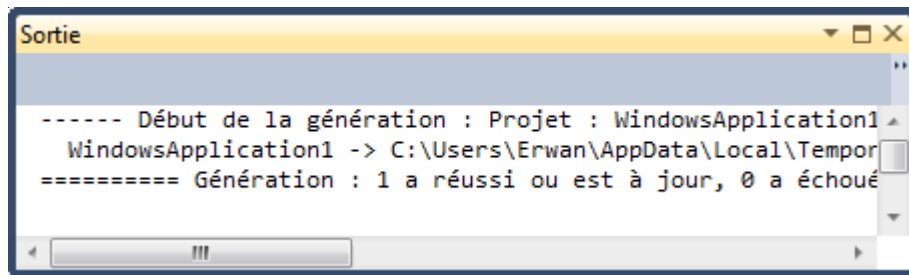 Sortie
------ Début de la génération : Projet : WindowsApplication1
WindowsApplication1 -> C:\Users\Erwan\AppData\Local\Tempor
========== Génération : 1 a réussi ou est à jour, 0 a échoué